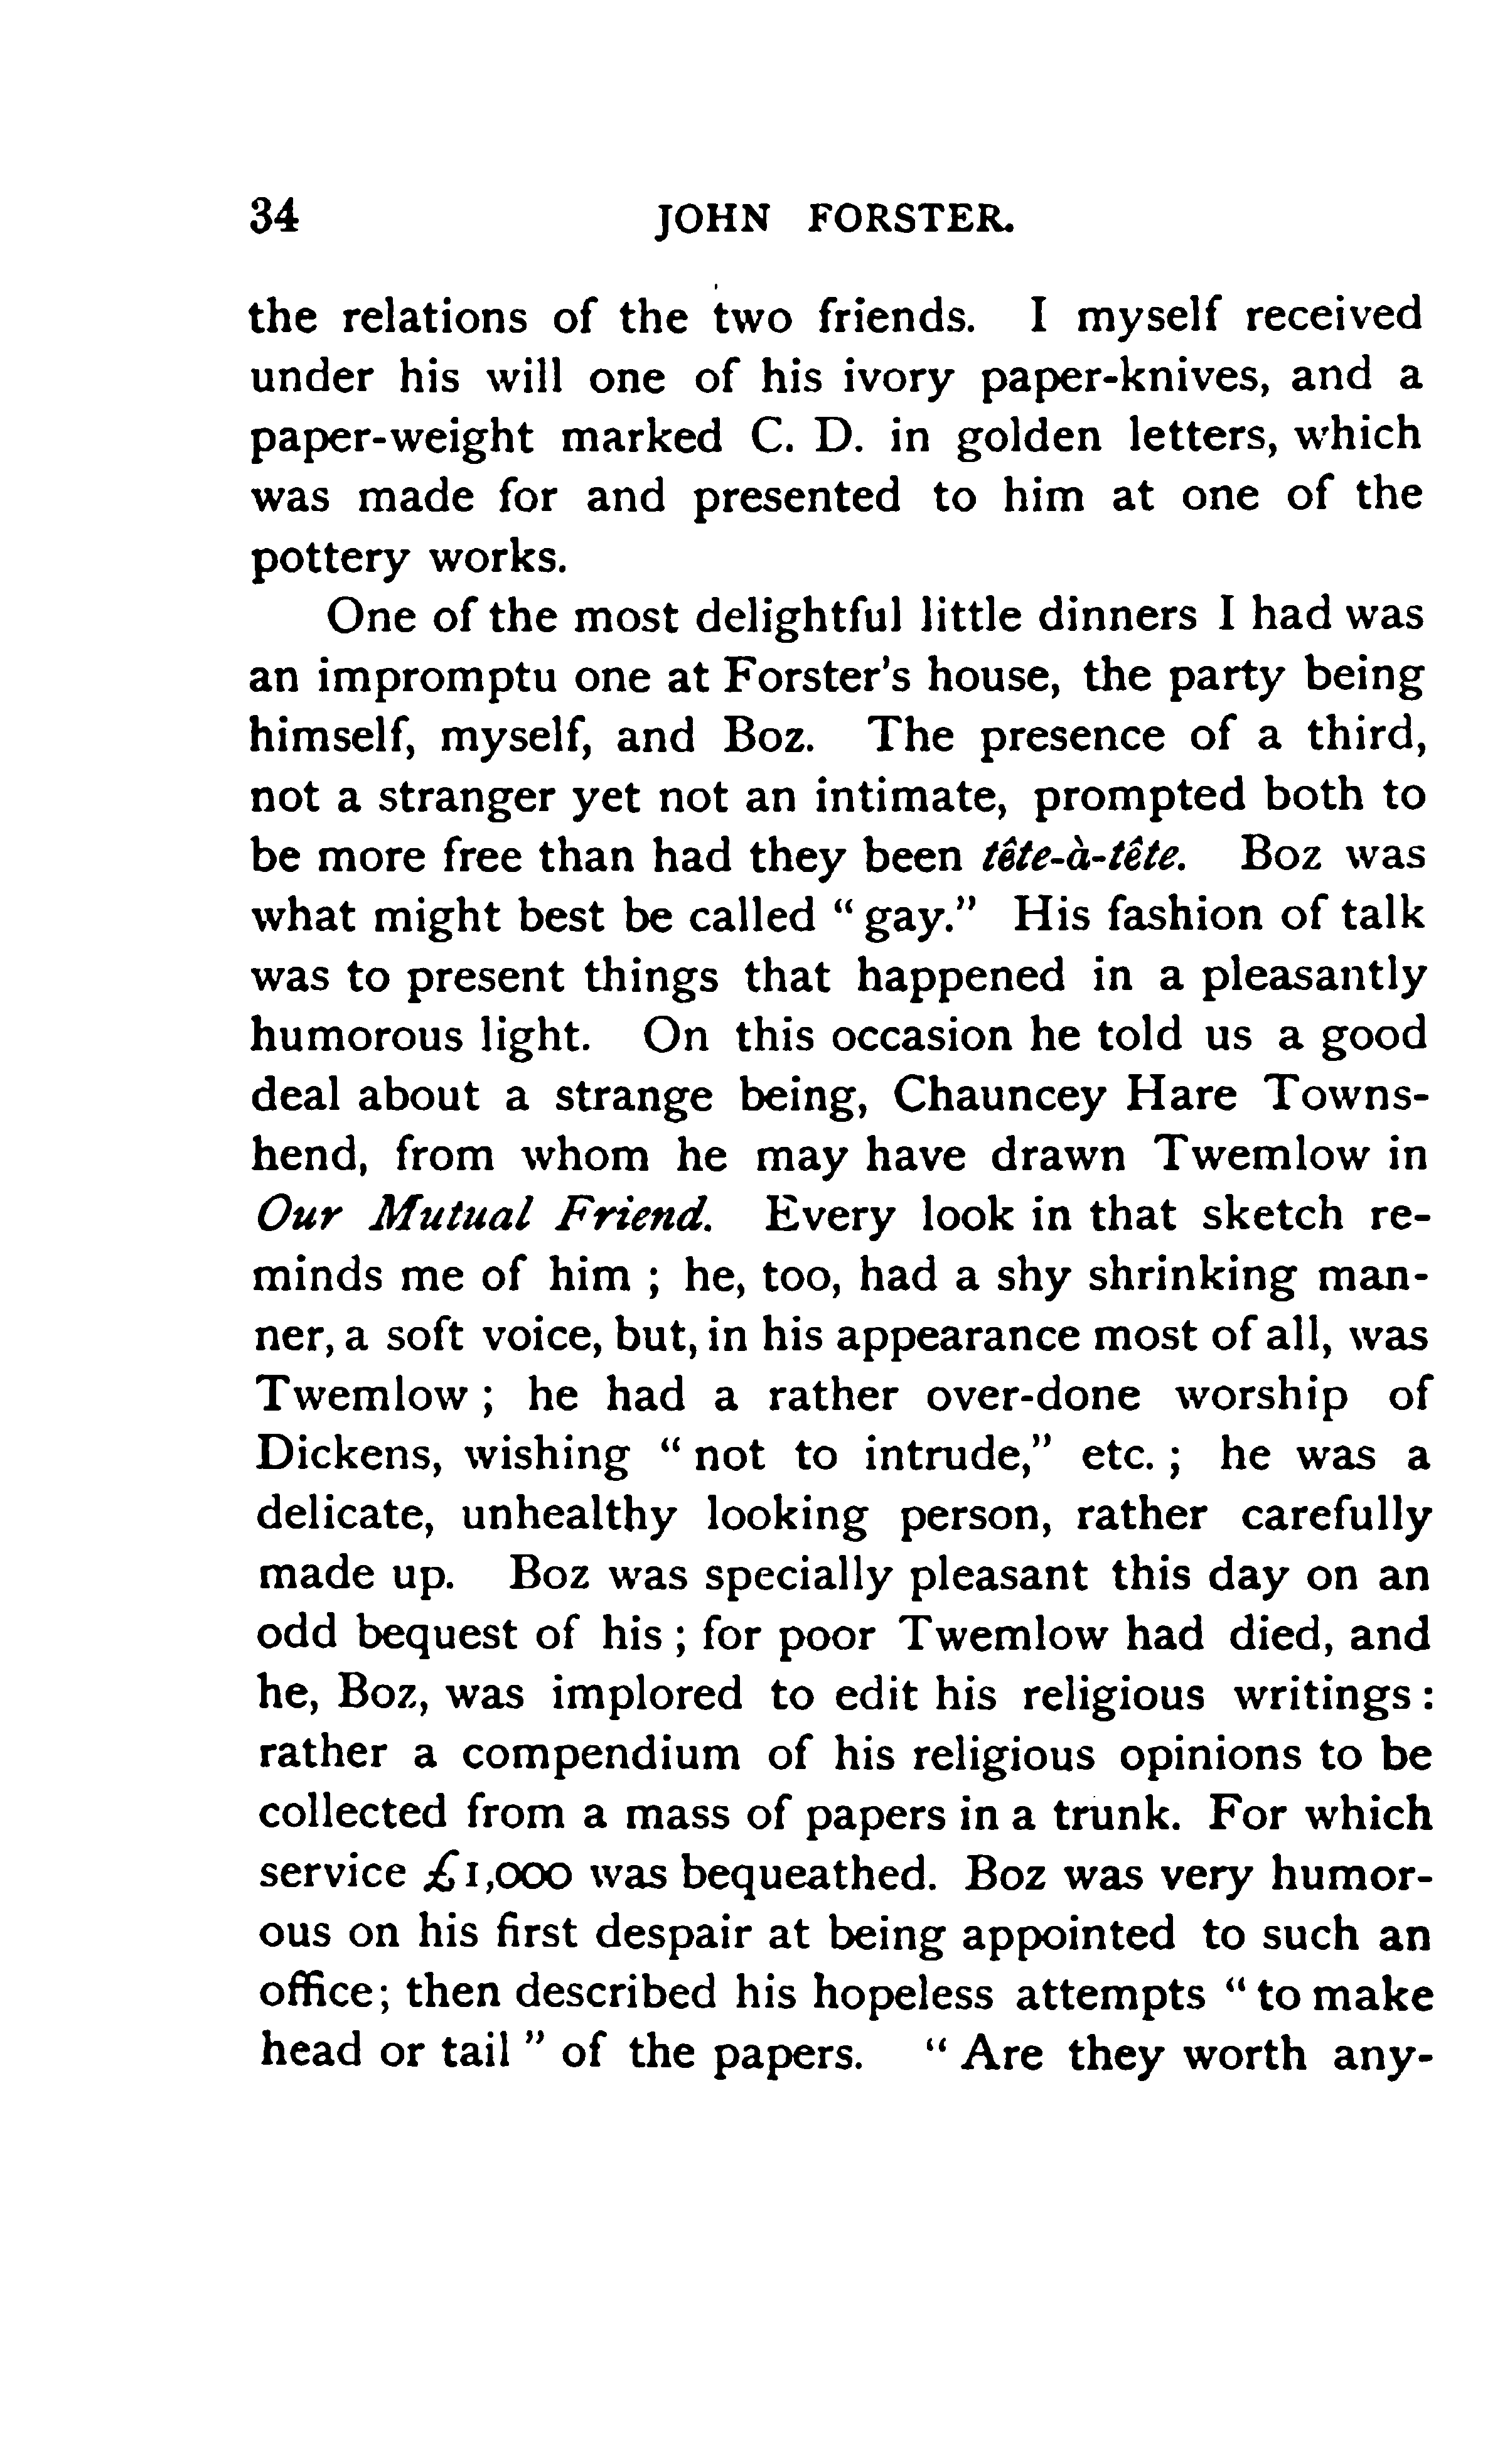 34 JOHN FORSTER.
the relations of the two friends. I myself received
under his will one of his ivory paper-knives, and a
paper-weight marked C. D. in golden letters, which
was made for and presented to him at one of the
pottery works.
One of the most delightful little dinners I had was
an impromptu one at Forster's house, the party being
himself, myself, and Boz. The presence of a third,
not a stranger yet not an intimate, prompted both to
be more free than had they been tête-à-tête. Boz was
what might best be called “gay.” His fashion of talk
was to present things that happened in a pleasantly
humorous light. On this occasion he told us a good
deal about a strange being, Chauncey Hare Towns-
hend, from whom he may have drawn Twemlow in
Our Mutual Friend. Every look in that sketch re-
minds me of him ; he, too, had a shy shrinking man-
ner, a soft voice, but, in his appearance most of all, was
Twemlow ; he had a rather over-done worship of
Dickens, wishing “not to intrude,” etc. ; he was a
delicate, unhealthy looking person, rather carefully
made up. Boz was specially pleasant this day on an
odd bequest of his ; for poor Twemlow had died, and
he, Boz, was implored to edit his religious writings :
rather a compendium of his religious opinions to be
collected from a mass of papers in a trunk. For which
service £1,000 was bequeathed. Boz was very humor-
ous on his first despair at being appointed to such an
office; then described his hopeless attempts “to make
head or tail” of the papers. “Are they worth any-